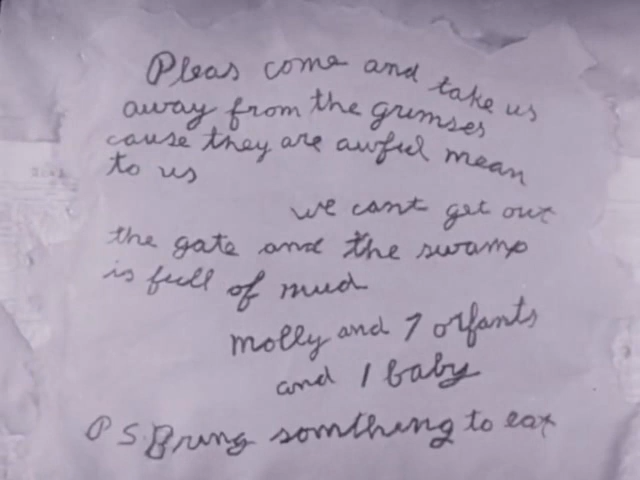 Pleas come and take us
away from the grimses
cause they are awful mean
to us
we cant get out
the gate and the swamp
is full of mud
molly and 7 orfants
and 1 baby
P S. Bring somthing to eat